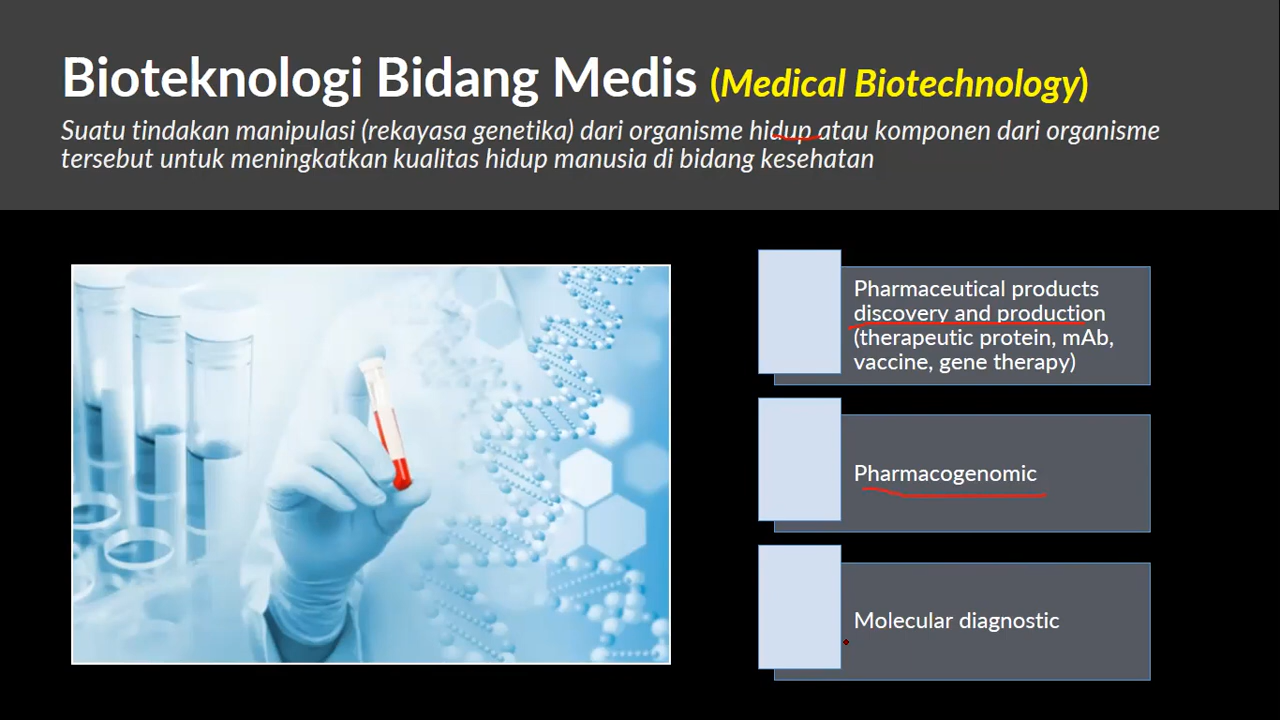 Bioteknologi Bidang Medis (Medical Biotechnology)
Suatu tindakan manipulasi (rekayasa genetika) dari organisme hidup atau komponen dari organisme
tersebut untuk meningkatkan kualitas hidup manusia di bidang kesehatan
Pharmaceutical products
discovery and production
(therapeutic protein, mAb,
vaccine, gene therapy)
Pharmacogenomic
Molecular diagnostic